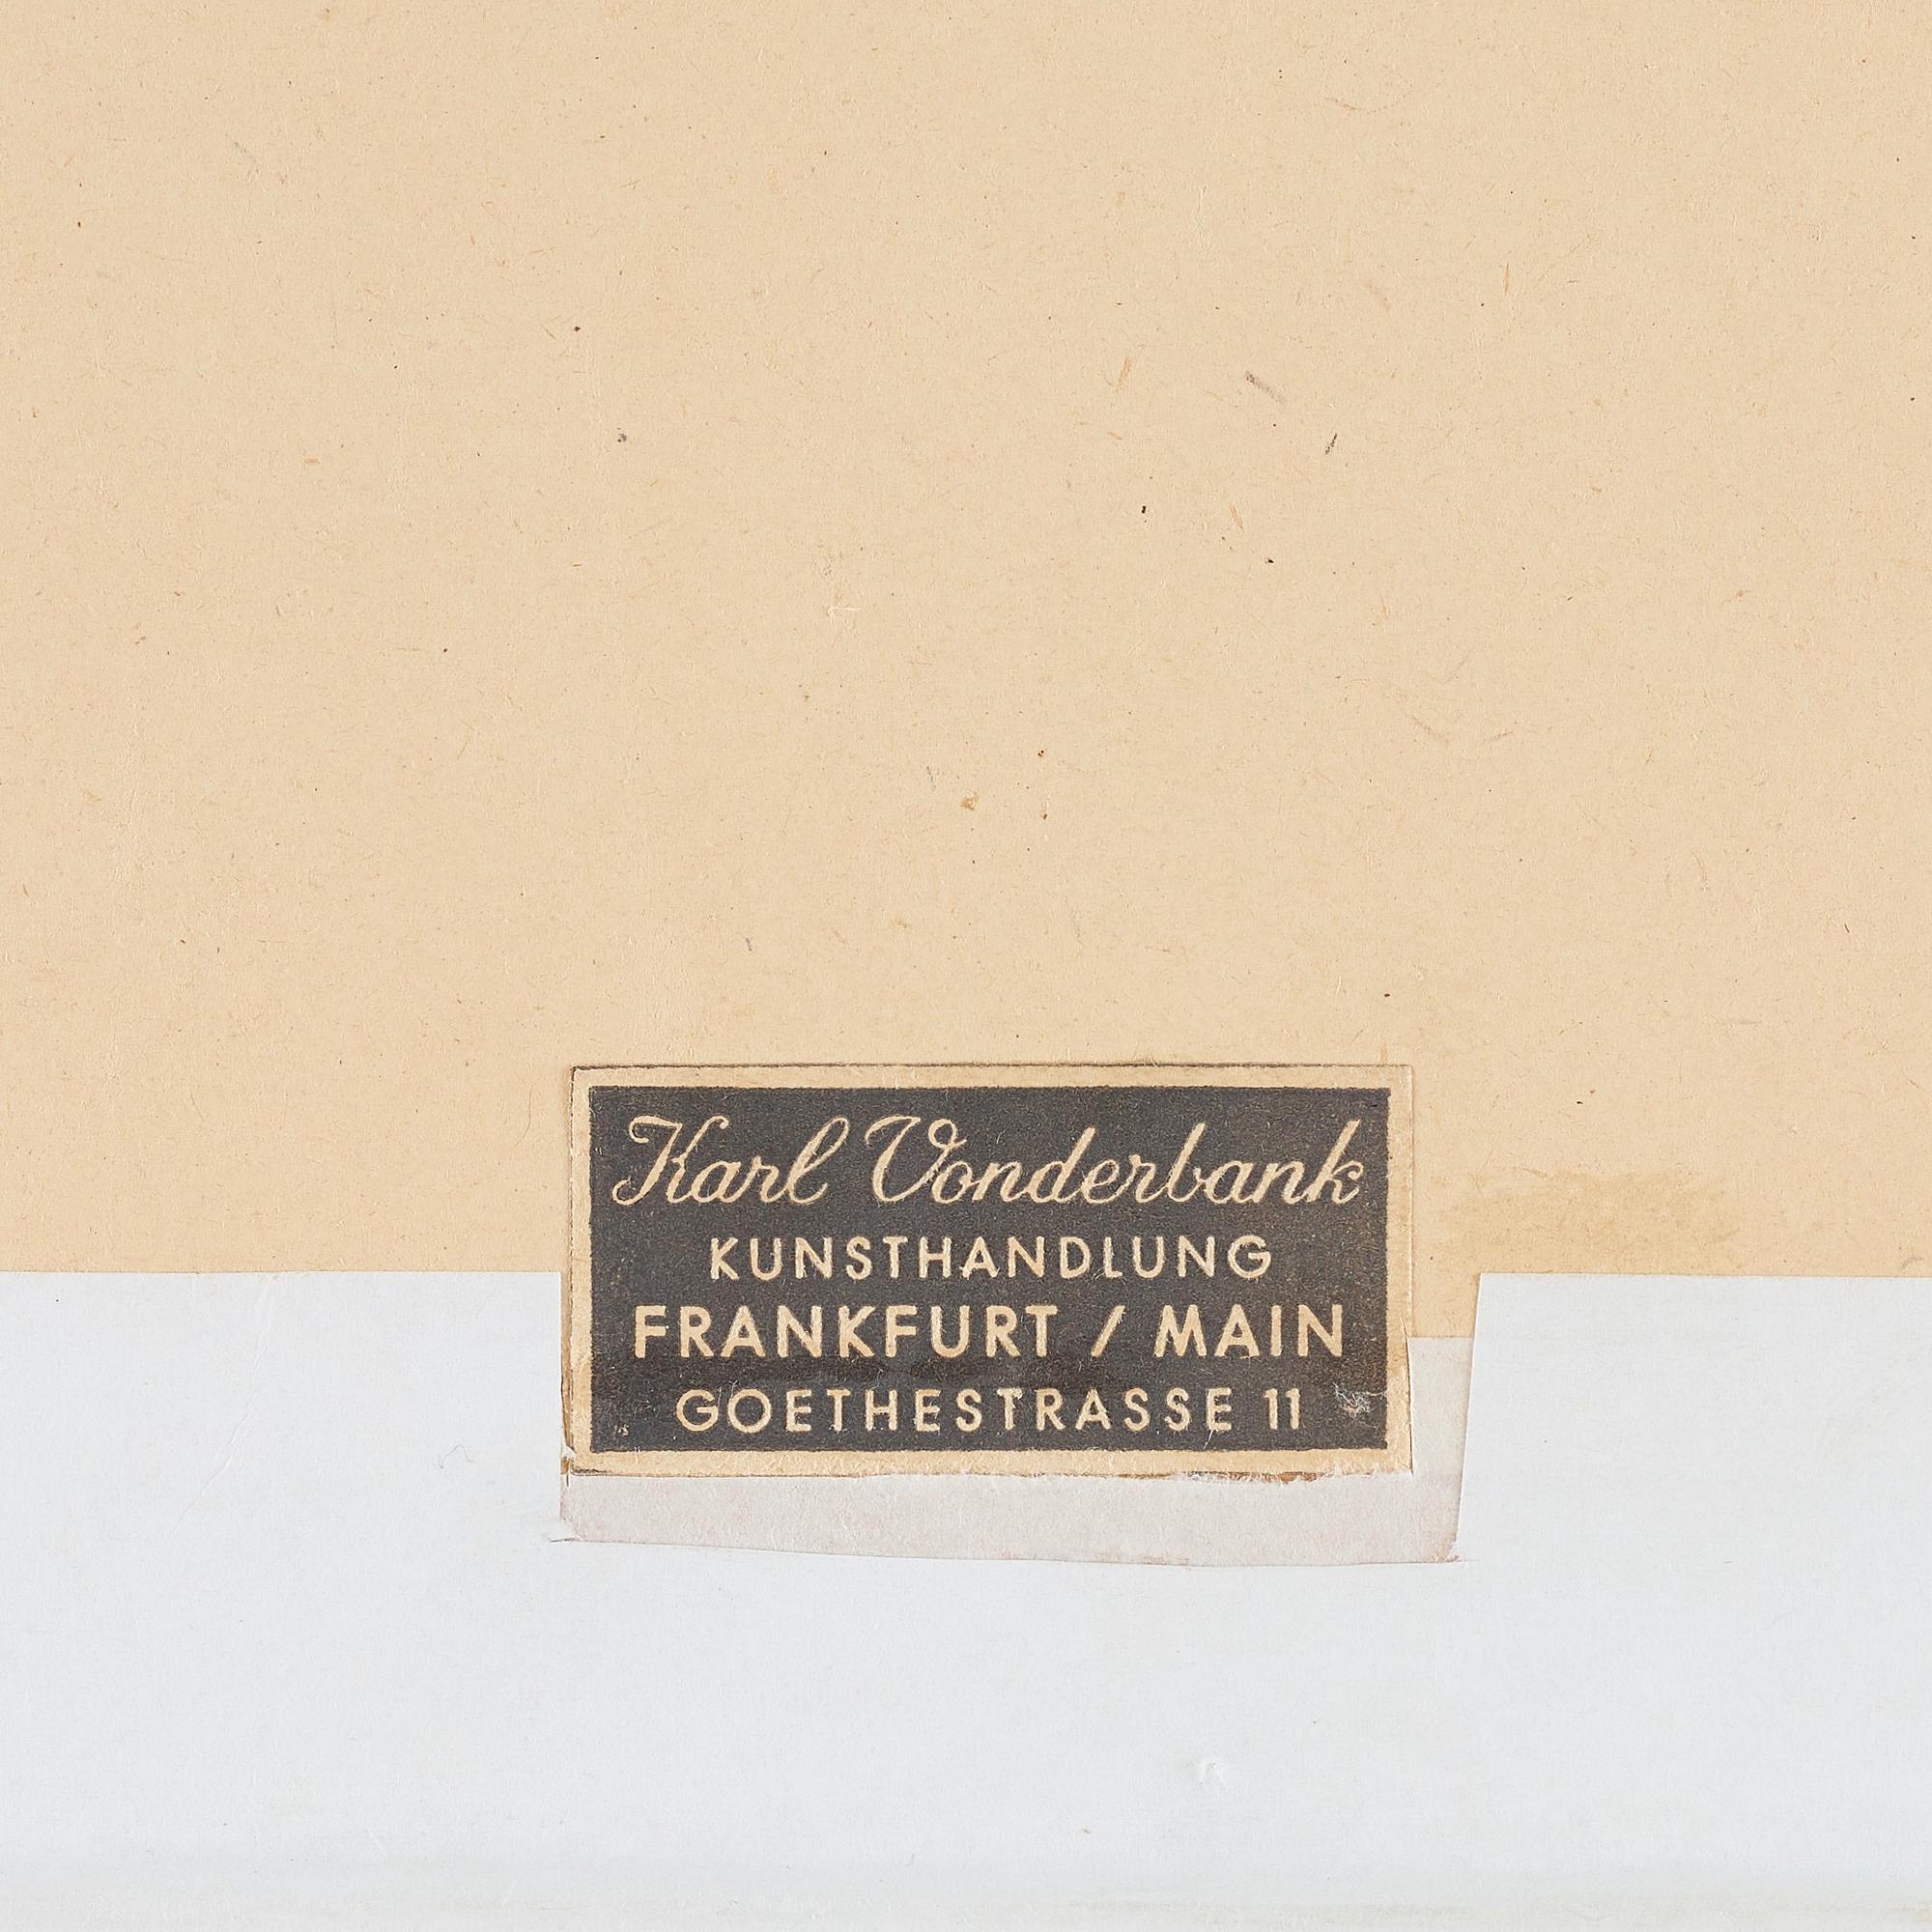 Karl Vonderbank
KUNSTHANDLUNG
FRANKFURT / MAIN
GOETHESTRASSE 11